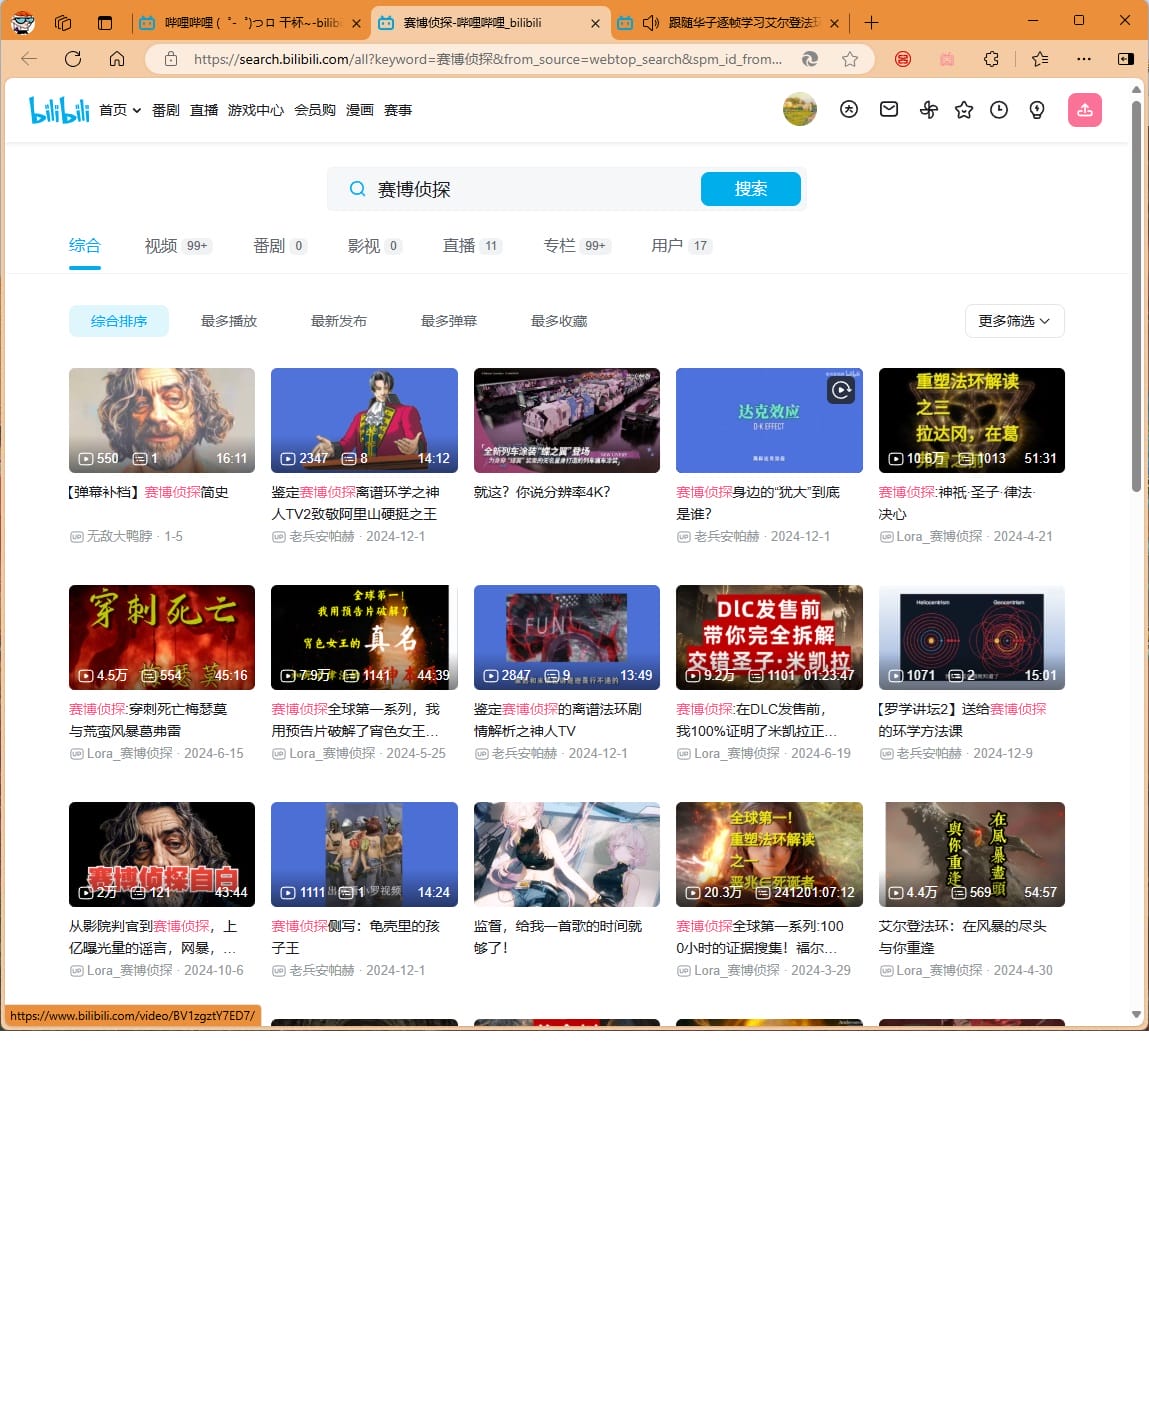 哔哩哔哩 (゜-゜)つロ 干杯~-bilibi
赛博侦探-哔哩哔哩_bilibili
跟随华子逐帧学习艾尔登法环
https://search.bilibili.com/all?keyword=赛博侦探&from_source=webtop_search&spm_id_from...
bilibili 首页 番剧 直播 游戏中心 会员购 漫画 赛事
赛博侦探 搜索
综合 视频 99+ 番剧 0 影视 0 直播 11 专栏 99+ 用户 17
综合排序 最多播放 最新发布 最多弹幕 最多收藏 更多筛选
550 1 16:11
【弹幕补档】赛博侦探简史
UP 无敌大鸭脖 · 1-5
2347 8 14:12
鉴定赛博侦探离谱环学之神
人TV2致敬阿里山硬挺之王
UP 老兵安帕赫 · 2024-12-1
全新列车涂装“蝶之翼”登场
就这？你说分辨率4K？
达克效应
D-K EFFECT
赛博侦探身边的“犹大”到底
是谁？
UP 老兵安帕赫 · 2024-12-1
重塑法环解读
之三
拉达冈，在葛
10.6万 1013 51:31
赛博侦探:神祇·圣子·律法·
决心
UP Lora_赛博侦探 · 2024-4-21
穿刺死亡
梅瑟莫
4.5万 554 45:16
赛博侦探:穿刺死亡梅瑟莫
与荒蛮风暴葛弗雷
UP Lora_赛博侦探 · 2024-6-15
全球第一！
我用预告片破解了
宵色女王的 真名
7.9万 1141 44:39
赛博侦探全球第一系列，我
用预告片破解了宵色女王...
UP Lora_赛博侦探 · 2024-5-25
FUN
2847 9 13:49
鉴定赛博侦探的离谱法环剧
情解析之神人TV
UP 老兵安帕赫 · 2024-12-1
DLC发售前
带你完全拆解
交错圣子·米凯拉
9.2万 1101 01:23:47
赛博侦探:在DLC发售前，
我100%证明了米凯拉正...
UP Lora_赛博侦探 · 2024-6-19
Heliocentrism Geocentrism
1071 2 15:01
【罗学讲坛2】送给赛博侦探
的环学方法课
UP 老兵安帕赫 · 2024-12-9
赛博侦探自白
2万 121 43:44
从影院判官到赛博侦探，上
亿曝光量的谣言，网暴，...
UP Lora_赛博侦探 · 2024-10-6
1111 1 14:24
赛博侦探侧写：龟壳里的孩
子王
UP 老兵安帕赫 · 2024-12-1
监督，给我一首歌的时间就
够了！
全球第一！
重塑法环解读
之一
恶兆与死诞者
20.3万 2412 01:07:12
赛博侦探全球第一系列:100
0小时的证据搜集！福尔...
UP Lora_赛博侦探 · 2024-3-29
在風暴盡頭
與你重逢
4.4万 569 54:57
艾尔登法环：在风暴的尽头
与你重逢
UP Lora_赛博侦探 · 2024-4-30
https://www.bilibili.com/video/BV1zgztY7ED7/